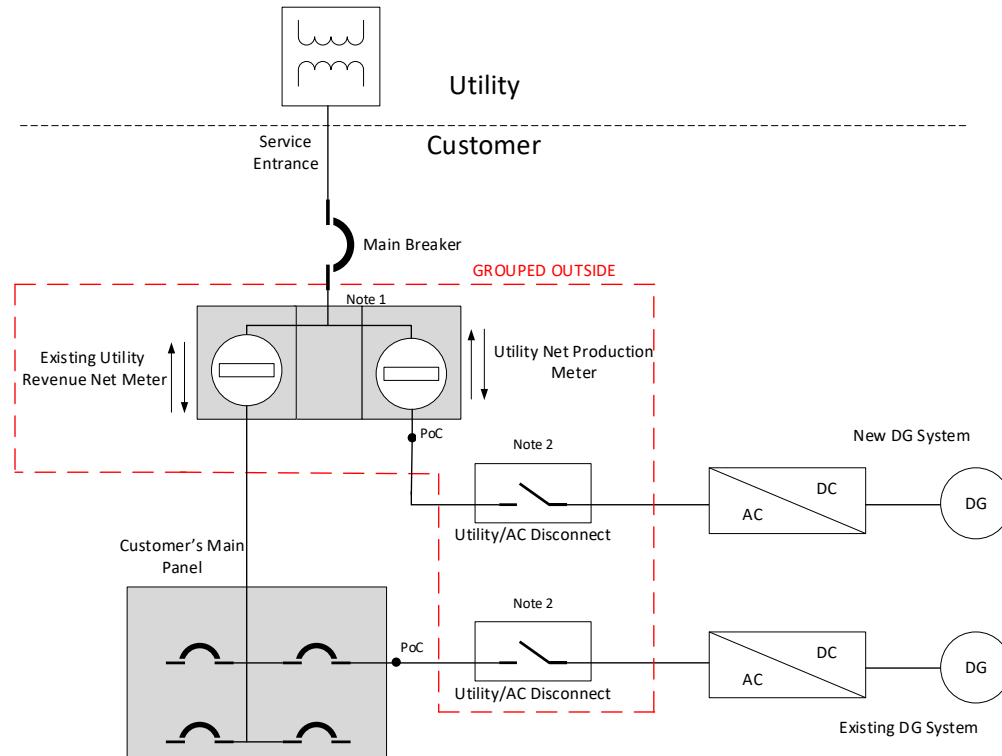 Utility
Customer
Service
Entrance
Main Breaker
GROUPED OUTSIDE
Note 1
Existing Utility
Revenue Net Meter
Utility Net Production
Meter
PoC
Note 2
New DG System
DC
AC
DG
Utility/AC Disconnect
Customer’s Main
Panel
Note 2
PoC
DC
AC
DG
Utility/AC Disconnect
Existing DG System